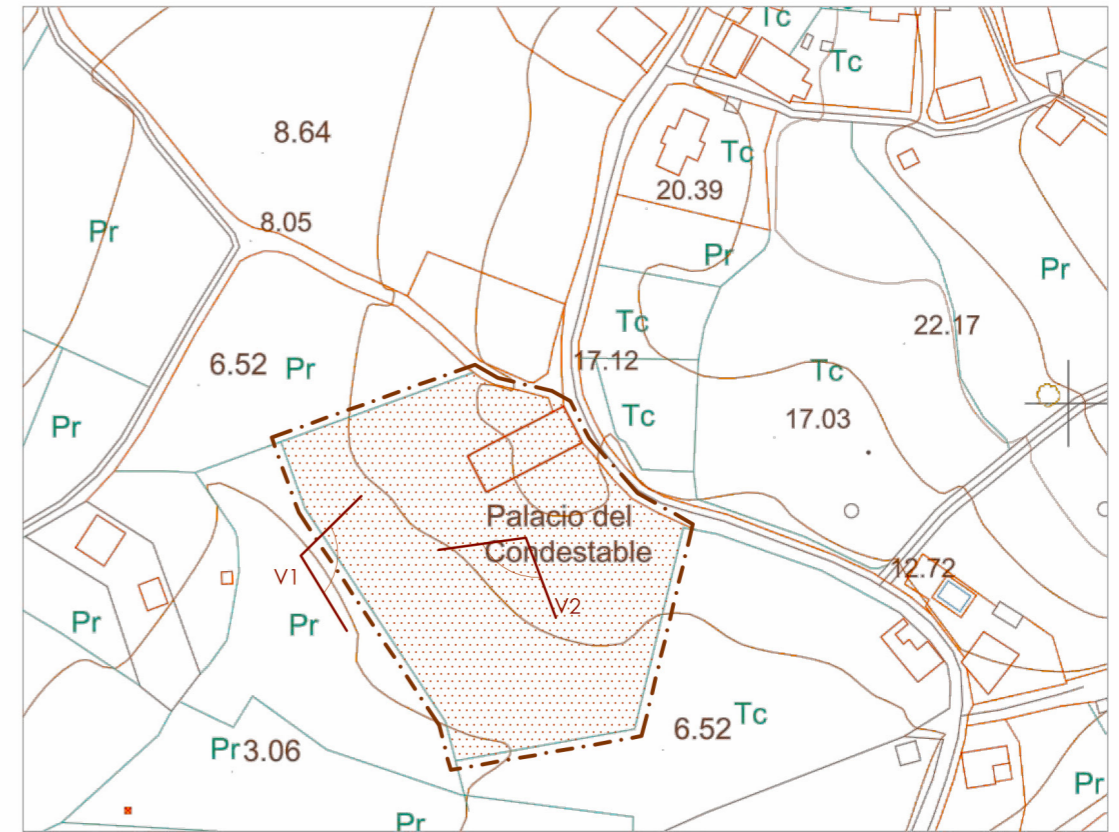 Tc
Tc
8.64
Tc
20.39
8.05
Pr
Pr
Pr
Tc
22.17
6.52
Pr
17.12
Tc
Tc
17.03
Pr
Palacio del
Condestable
12.72
V1
V2
Pr
Pr
6.52
Tc
Pr
3.06
Pr
Pr